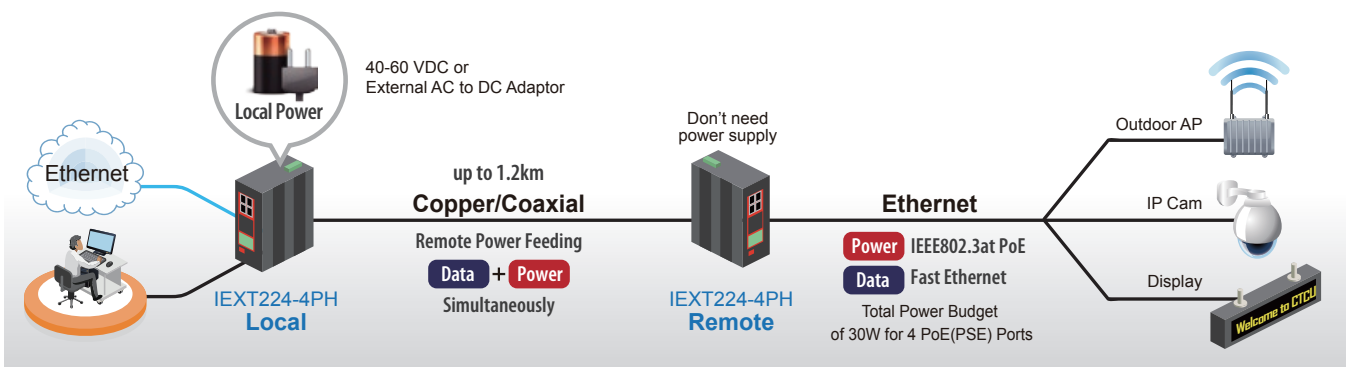 Local Power
40-60 VDC or
External AC to DC Adaptor
Ethernet
IEXT224-4PH
Local
up to 1.2km
Copper/Coaxial
Remote Power Feeding
Data + Power
Simultaneously
Don't need
power supply
IEXT224-4PH
Remote
Ethernet
Power IEEE802.3at PoE
Data Fast Ethernet
Total Power Budget
of 30W for 4 PoE(PSE) Ports
Outdoor AP
IP Cam
Display
Welcome to CTCU